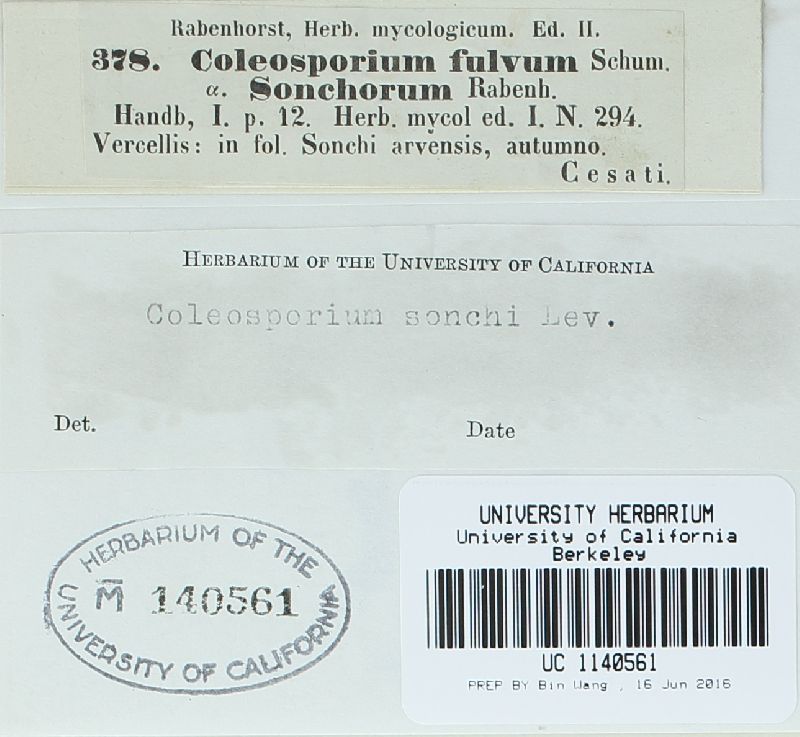 Rabenhorst, Herb. mycologicum. Ed. II.
378. Coleosporium fulvum Schum.
α. Sonchorum Rabenh.
Handb, I. p. 12. Herb. mycol ed. I. N. 294.
Vercellis: in fol. Sonchi arvensis, autumno.
Cesati.
HERBARIUM OF THE UNIVERSITY OF CALIFORNIA
Coleosporium sonchi Lev.
Det.
Date
HERBARIUM OF THE
M̅ 140561
UNIVERSITY OF CALIFORNIA
UNIVERSITY HERBARIUM
University of California
Berkeley
UC 1140561
PREP BY Bin Wang , 16 Jun 2016